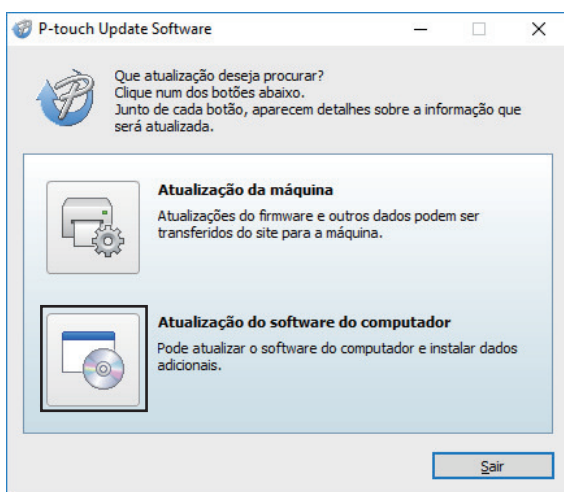 P-touch Update Software
Que atualização deseja procurar?
Clique num dos botões abaixo.
Junto de cada botão, aparecem detalhes sobre a informação que
será atualizada.
Atualização da máquina
Atualizações do firmware e outros dados podem ser
transferidos do site para a máquina.
Atualização do software do computador
Pode atualizar o software do computador e instalar dados
adicionais.
Sair